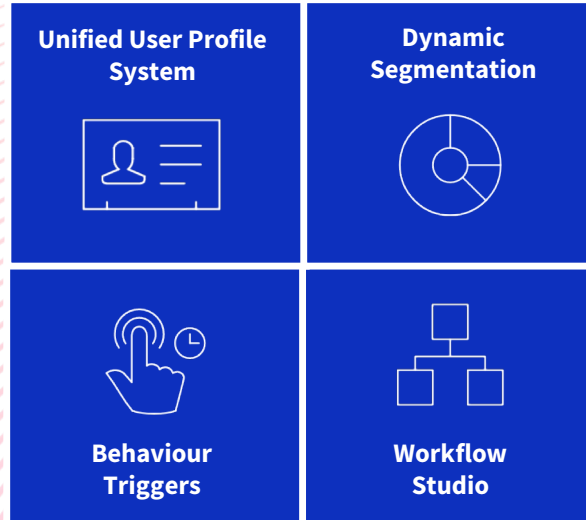 Unified User Profile
System
Dynamic
Segmentation
Behaviour
Triggers
Workflow
Studio